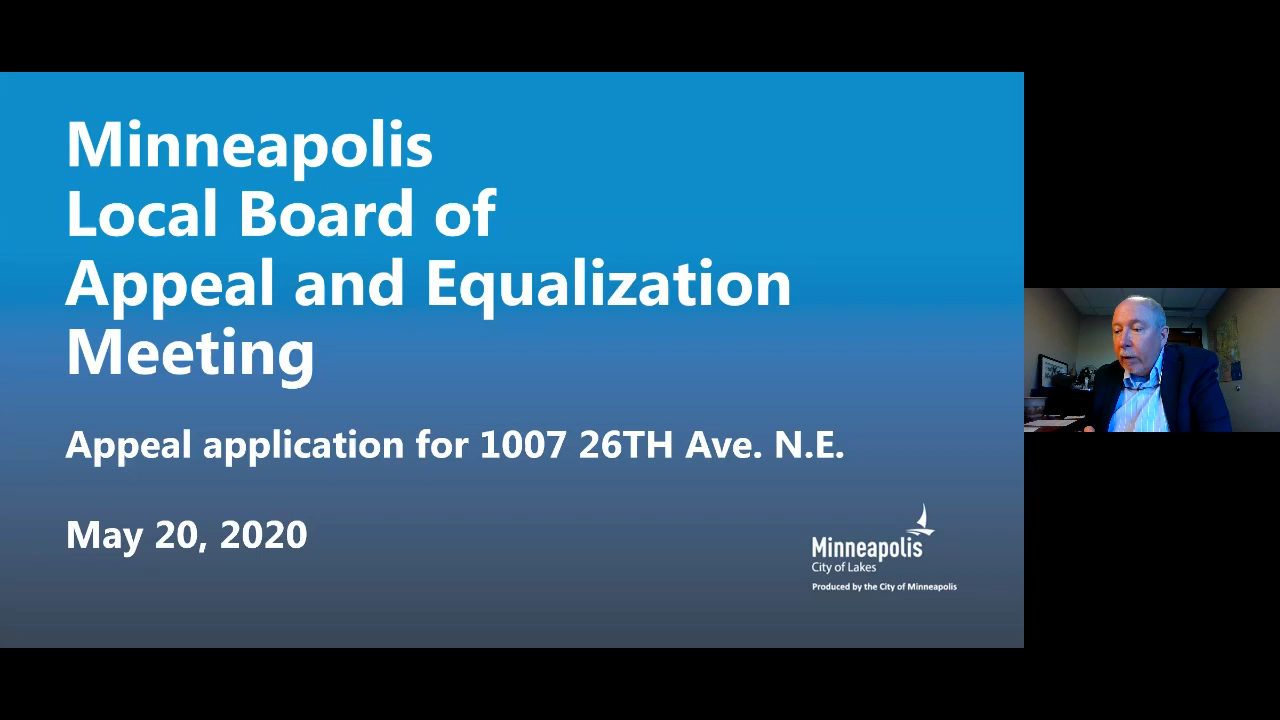 Minneapolis
Local Board of
Appeal and Equalization
Meeting
Appeal application for 1007 26TH Ave. N.E.
May 20, 2020
Minneapolis
City of Lakes
Produced by the City of Minneapolis